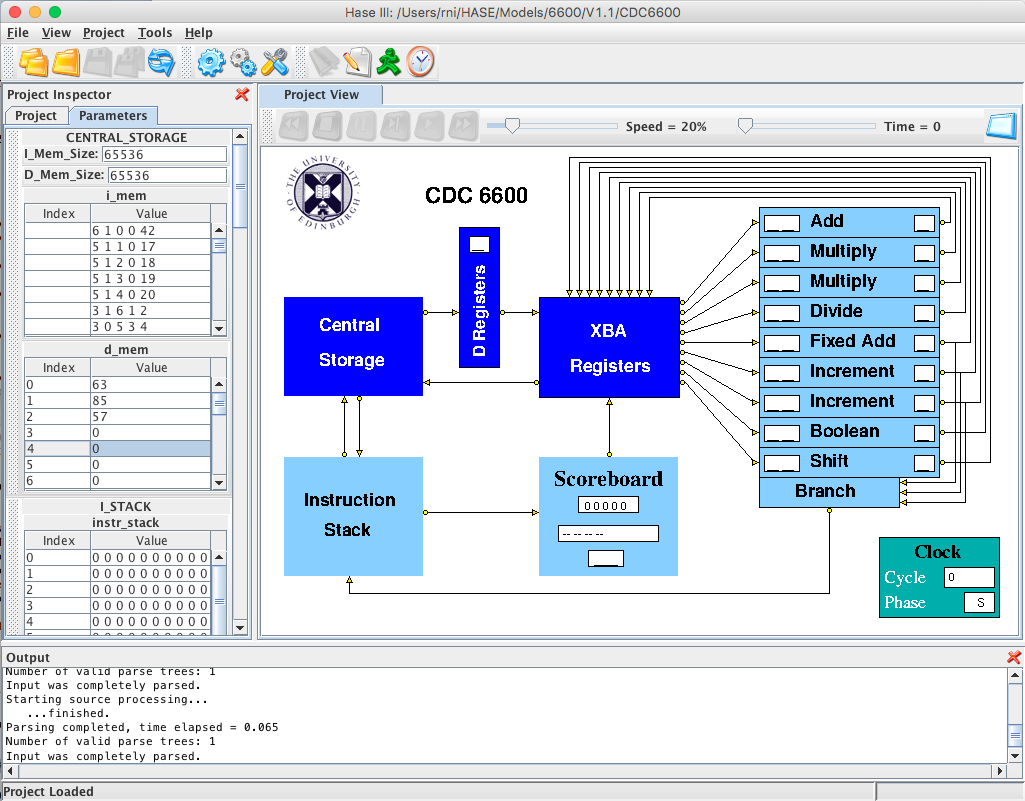 Hase III: /Users/rni/HASE/Models/6600/V1.1/CDC6600
File View Project Tools Help
Project Inspector
Project Parameters
CENTRAL_STORAGE
I_Mem_Size: 65536
D_Mem_Size: 65536
i_mem
Index Value
6 1 0 0 42
5 1 1 0 17
5 1 2 0 18
5 1 3 0 19
5 1 4 0 20
3 1 6 1 2
3 0 5 3 4
d_mem
Index Value
0 63
1 85
2 57
3 0
4 0
5 0
6 0
I_STACK
instr_stack
Index Value
0 0 0 0 0 0 0 0 0 0 0
1 0 0 0 0 0 0 0 0 0 0
2 0 0 0 0 0 0 0 0 0 0
3 0 0 0 0 0 0 0 0 0 0
4 0 0 0 0 0 0 0 0 0 0
Project View
Speed = 20% Time = 0
THE UNIVERSITY
OF EDINBURGH
CDC 6600
Central
Storage
D Registers
XBA
Registers
Add
Multiply
Multiply
Divide
Fixed Add
Increment
Increment
Boolean
Shift
Branch
Instruction
Stack
Scoreboard
0 0 0 0 0
-- -- -- --
Clock
Cycle 0
Phase S
Output
Number of valid parse trees: 1
Input was completely parsed.
Starting source processing...
...finished.
Parsing completed, time elapsed = 0.065
Number of valid parse trees: 1
Input was completely parsed.
Project Loaded